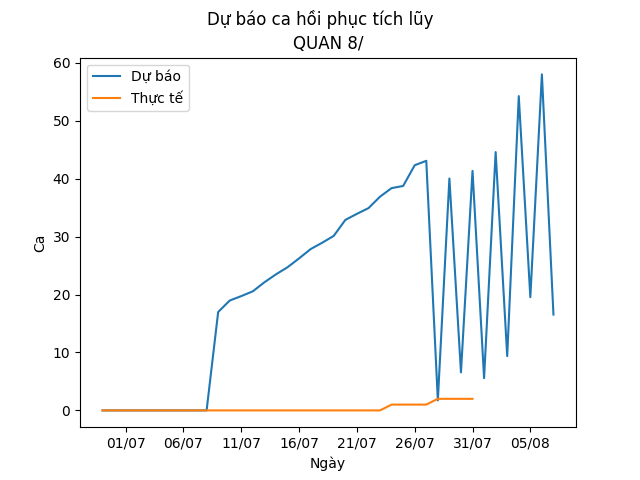 Dự báo ca hồi phục tích lũy
QUAN 8/
Dự báo
Thực tế
60
50
40
30
20
10
0
Ca
01/07 06/07 11/07 16/07 21/07 26/07 31/07 05/08
Ngày